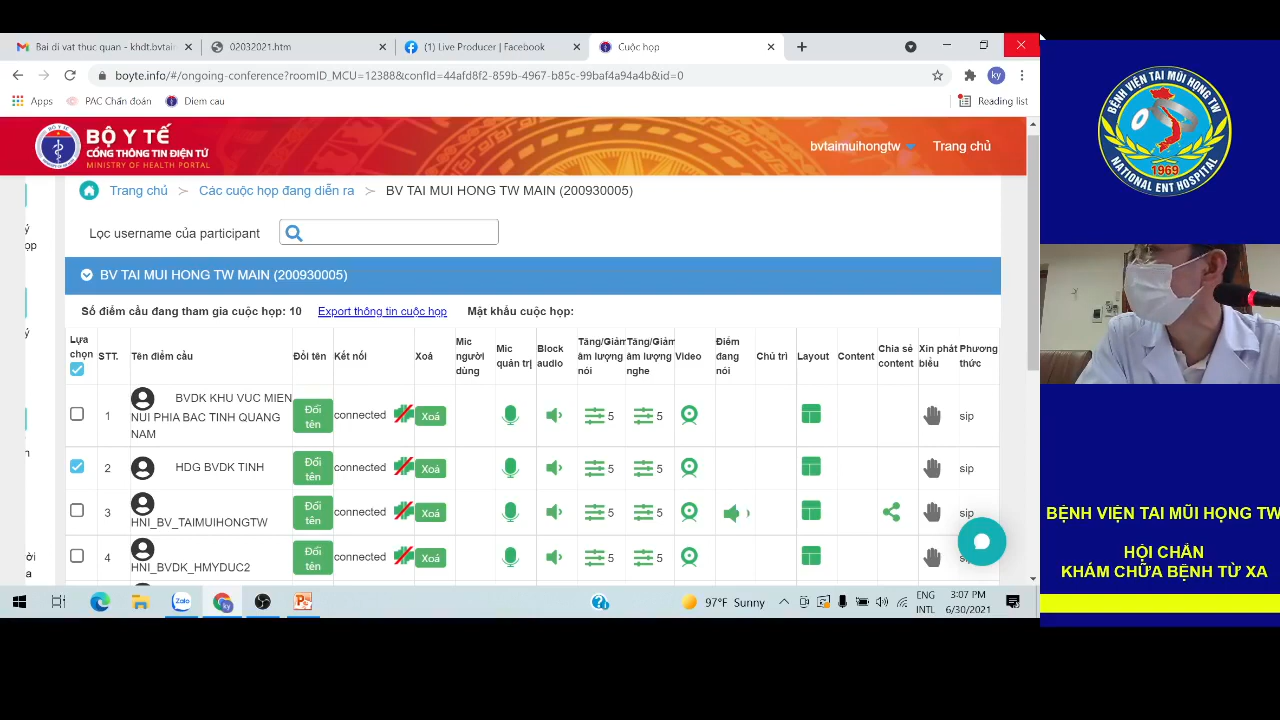 Bai di vat thuc quan - khdt.bvtain
02032021.htm
(1) Live Producer | Facebook
Cuộc họp
boyte.info/#/ongoing-conference?roomID_MCU=12388&confId=44afd8f2-859b-4967-b85c-99baf4a94a4b&id=0
ky
Apps
PAC Chẩn đoán
Diem cau
Reading list
BỘ Y TẾ
CỔNG THÔNG TIN ĐIỆN TỬ
MINISTRY OF HEALTH PORTAL
bvtaimuihongtw
Trang chủ
Trang chủ > Các cuộc họp đang diễn ra > BV TAI MUI HONG TW MAIN (200930005)
Lọc username của participant
BV TAI MUI HONG TW MAIN (200930005)
Số điểm cầu đang tham gia cuộc họp: 10 Export thông tin cuộc họp Mật khẩu cuộc họp:
Lựa chọn STT. Tên điểm cầu Đổi tên Kết nối Xoá Mic người dùng Mic quản trị Block audio Tăng/Giảm âm lượng nói Tăng/Giảm âm lượng nghe Video Điểm đang nói Chủ trì Layout Content Chia sẻ content Xin phát biểu Phương thức
1 BVDK KHU VUC MIEN NUI PHIA BAC TINH QUANG NAM Đổi tên connected Xoá 5 5 sip
2 HDG BVDK TINH Đổi tên connected Xoá 5 5 sip
3 HNI_BV_TAIMUIHONGTW Đổi tên connected Xoá 5 5 sip
4 HNI_BVDK_HMYDUC2 Đổi tên connected Xoá 5 5 sip
97°F Sunny
ENG
INTL
3:07 PM
6/30/2021
BỆNH VIỆN TAI MŨI HỌNG TW
1969
NATIONAL ENT HOSPITAL
BỆNH VIỆN TAI MŨI HỌNG TW
HỘI CHẨN
KHÁM CHỮA BỆNH TỪ XA